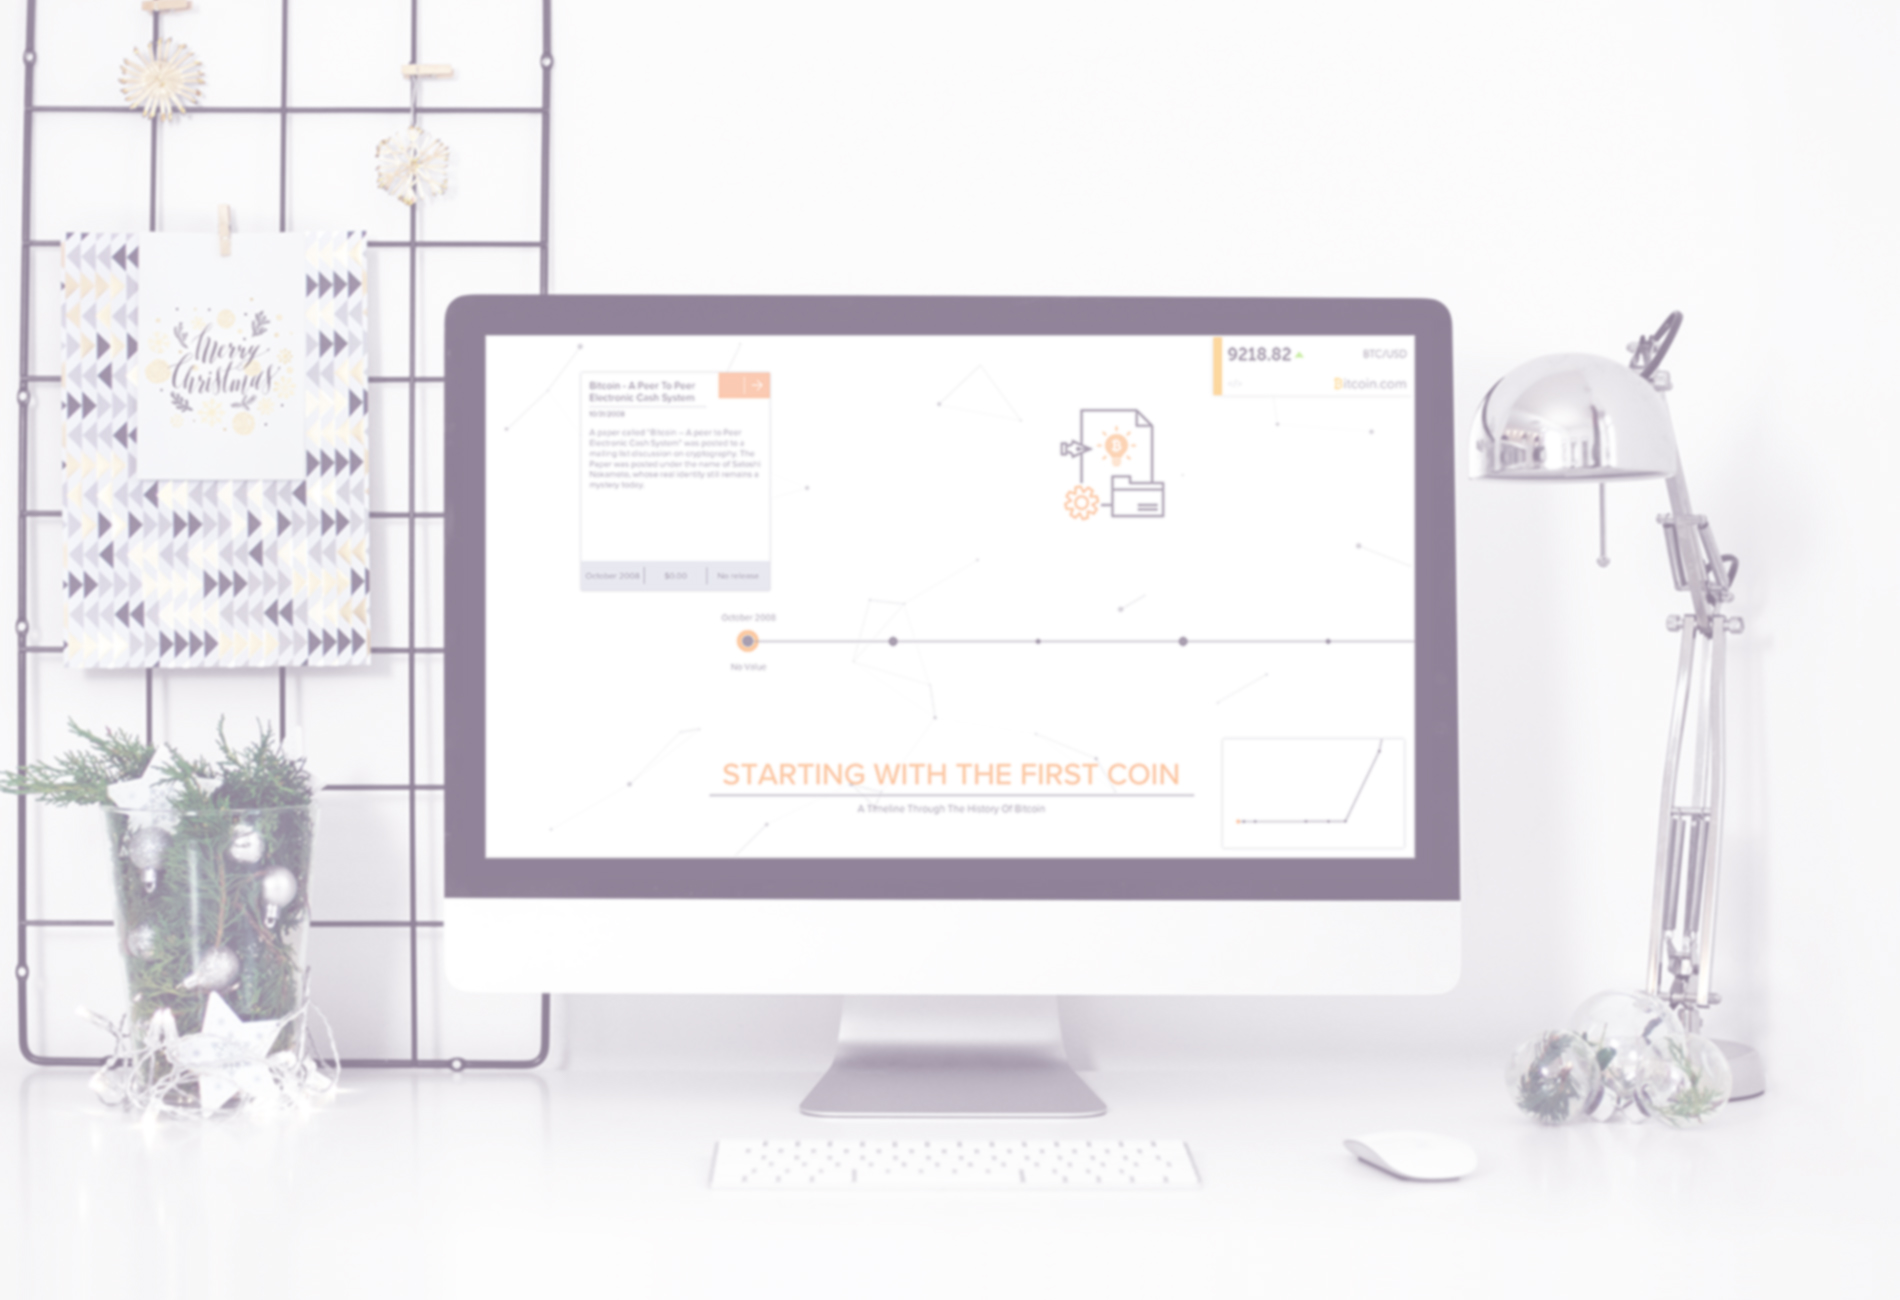 Merry
Christmas
9218.82
BTC/USD
Bitcoin.com
Bitcoin - A Peer To Peer
Electronic Cash System
10/31/2008
A paper called "Bitcoin – A peer to Peer
Electronic Cash System" was posted to a
mailing list discussion on cryptography. The
Paper was posted under the name of Satoshi
Nakamoto, whose real identity still remains a
mystery today.
October 2008
$0.00
No release
October 2008
No Value
STARTING WITH THE FIRST COIN
A Timeline Through The History Of Bitcoin